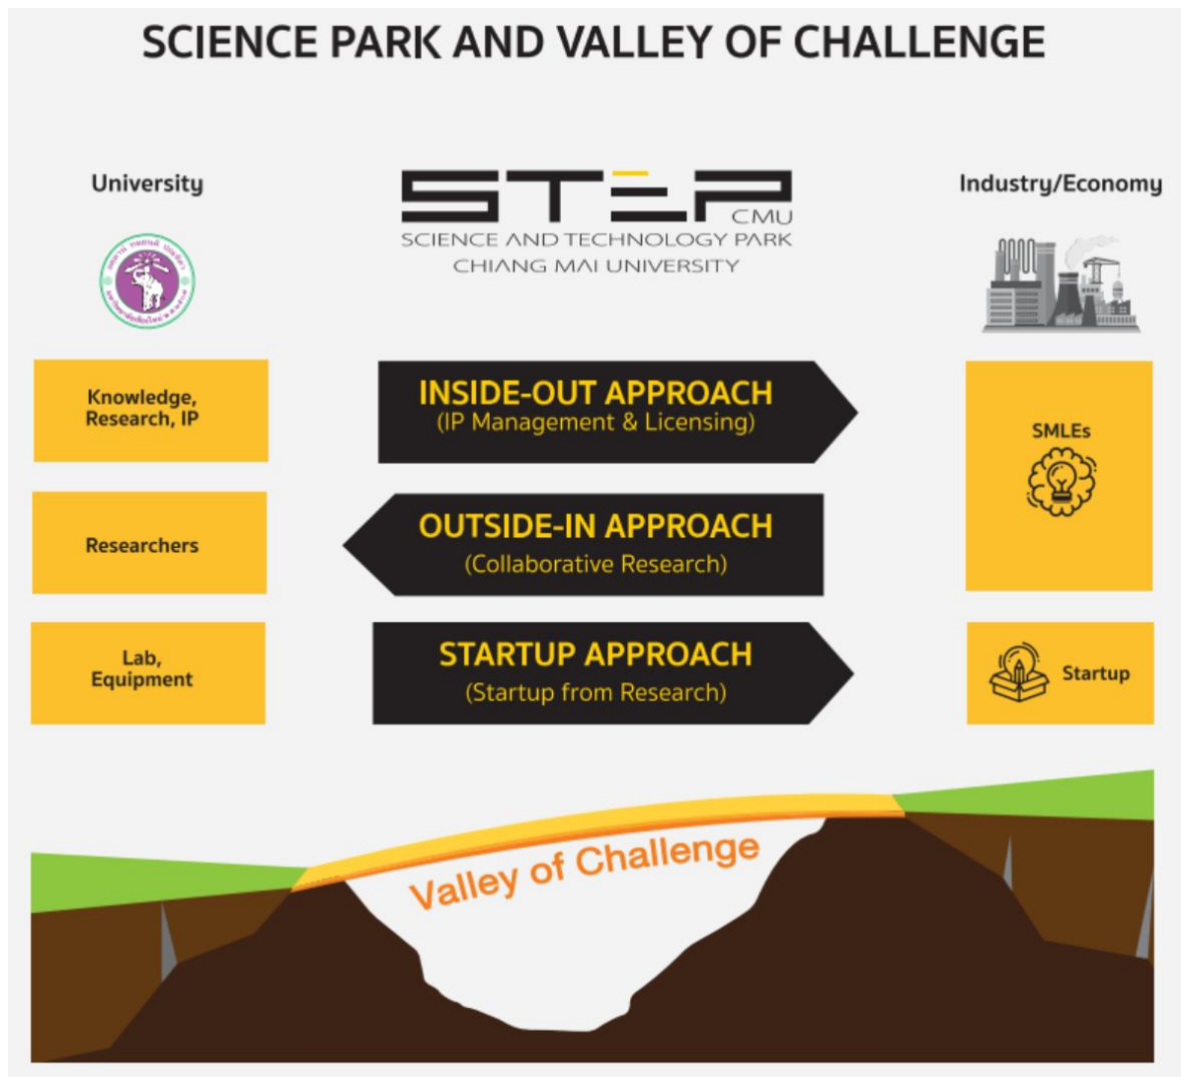 SCIENCE PARK AND VALLEY OF CHALLENGE
University
STEP
CMU
SCIENCE AND TECHNOLOGY PARK
CHIANG MAI UNIVERSITY
Industry/Economy
Knowledge,
Research, IP
INSIDE-OUT APPROACH
(IP Management & Licensing)
SMLEs
Researchers
OUTSIDE-IN APPROACH
(Collaborative Research)
Lab,
Equipment
STARTUP APPROACH
(Startup from Research)
Startup
Valley of Challenge